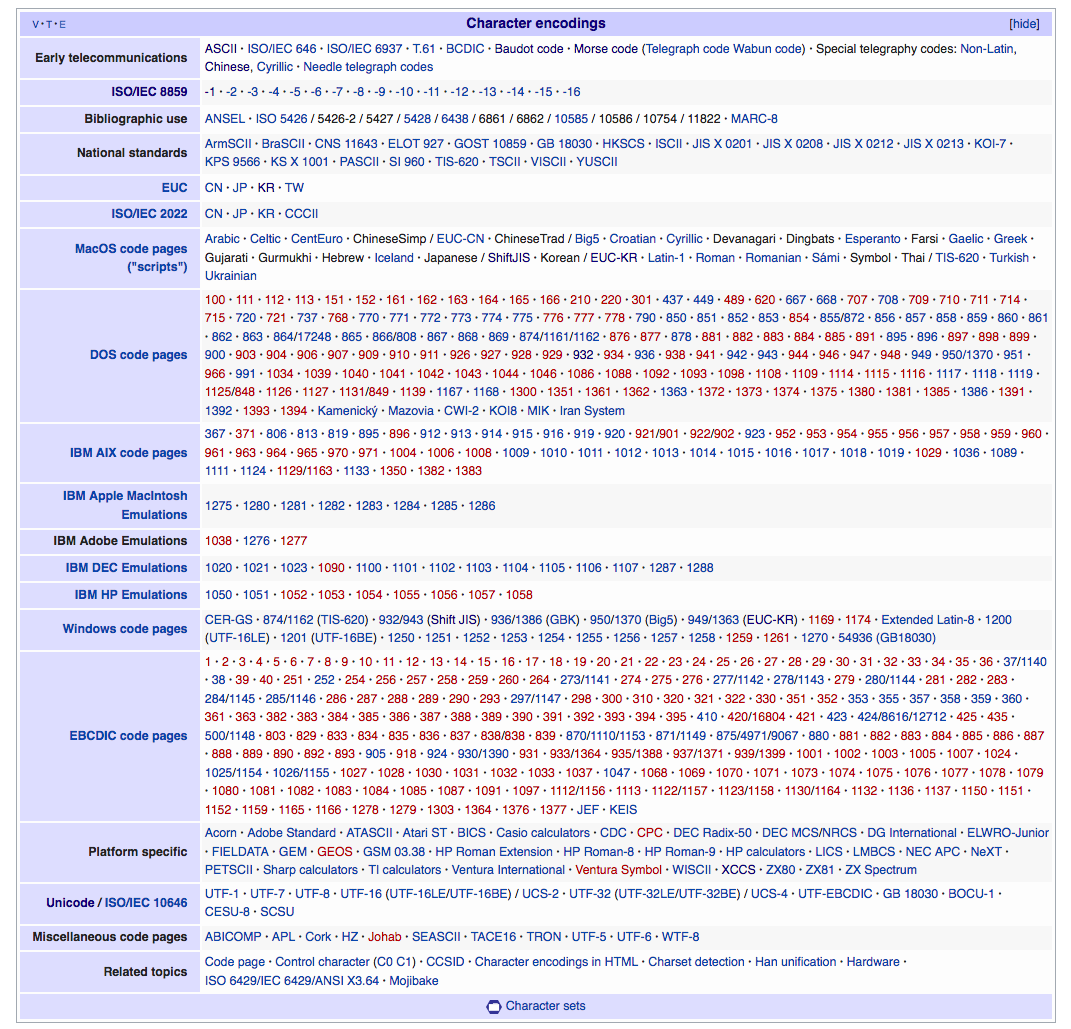 V·T·E Character encodings [hide]
Early telecommunications
ASCII · ISO/IEC 646 · ISO/IEC 6937 · T.61 · BCDIC · Baudot code · Morse code (Telegraph code Wabun code) · Special telegraphy codes: Non-Latin,
Chinese, Cyrillic · Needle telegraph codes
ISO/IEC 8859
-1 · -2 · -3 · -4 · -5 · -6 · -7 · -8 · -9 · -10 · -11 · -12 · -13 · -14 · -15 · -16
Bibliographic use
ANSEL · ISO 5426 / 5426-2 / 5427 / 5428 / 6438 / 6861 / 6862 / 10585 / 10586 / 10754 / 11822 · MARC-8
National standards
ArmSCII · BraSCII · CNS 11643 · ELOT 927 · GOST 10859 · GB 18030 · HKSCS · ISCII · JIS X 0201 · JIS X 0208 · JIS X 0212 · JIS X 0213 · KOI-7 ·
KPS 9566 · KS X 1001 · PASCII · SI 960 · TIS-620 · TSCII · VISCII · YUSCII
EUC
CN · JP · KR · TW
ISO/IEC 2022
CN · JP · KR · CCCII
MacOS code pages
("scripts")
Arabic · Celtic · CentEuro · ChineseSimp / EUC-CN · ChineseTrad / Big5 · Croatian · Cyrillic · Devanagari · Dingbats · Esperanto · Farsi · Gaelic · Greek ·
Gujarati · Gurmukhi · Hebrew · Iceland · Japanese / ShiftJIS · Korean / EUC-KR · Latin-1 · Roman · Romanian · Sámi · Symbol · Thai / TIS-620 · Turkish ·
Ukrainian
DOS code pages
100 · 111 · 112 · 113 · 151 · 152 · 161 · 162 · 163 · 164 · 165 · 166 · 210 · 220 · 301 · 437 · 449 · 489 · 620 · 667 · 668 · 707 · 708 · 709 · 710 · 711 · 714 ·
715 · 720 · 721 · 737 · 768 · 770 · 771 · 772 · 773 · 774 · 775 · 776 · 777 · 778 · 790 · 850 · 851 · 852 · 853 · 854 · 855/872 · 856 · 857 · 858 · 859 · 860 · 861
· 862 · 863 · 864/17248 · 865 · 866/808 · 867 · 868 · 869 · 874/1161/1162 · 876 · 877 · 878 · 881 · 882 · 883 · 884 · 885 · 891 · 895 · 896 · 897 · 898 · 899 ·
900 · 903 · 904 · 906 · 907 · 909 · 910 · 911 · 926 · 927 · 928 · 929 · 932 · 934 · 936 · 938 · 941 · 942 · 943 · 944 · 946 · 947 · 948 · 949 · 950/1370 · 951 ·
966 · 991 · 1034 · 1039 · 1040 · 1041 · 1042 · 1043 · 1044 · 1046 · 1086 · 1088 · 1092 · 1093 · 1098 · 1108 · 1109 · 1114 · 1115 · 1116 · 1117 · 1118 · 1119 ·
1125/848 · 1126 · 1127 · 1131/849 · 1139 · 1167 · 1168 · 1300 · 1351 · 1361 · 1362 · 1363 · 1372 · 1373 · 1374 · 1375 · 1380 · 1381 · 1385 · 1386 · 1391 ·
1392 · 1393 · 1394 · Kamenický · Mazovia · CWI-2 · KOI8 · MIK · Iran System
IBM AIX code pages
367 · 371 · 806 · 813 · 819 · 895 · 896 · 912 · 913 · 914 · 915 · 916 · 919 · 920 · 921/901 · 922/902 · 923 · 952 · 953 · 954 · 955 · 956 · 957 · 958 · 959 · 960 ·
961 · 963 · 964 · 965 · 970 · 971 · 1004 · 1006 · 1008 · 1009 · 1010 · 1011 · 1012 · 1013 · 1014 · 1015 · 1016 · 1017 · 1018 · 1019 · 1029 · 1036 · 1089 ·
1111 · 1124 · 1129/1163 · 1133 · 1350 · 1382 · 1383
IBM Apple MacIntosh
Emulations
1275 · 1280 · 1281 · 1282 · 1283 · 1284 · 1285 · 1286
IBM Adobe Emulations
1038 · 1276 · 1277
IBM DEC Emulations
1020 · 1021 · 1023 · 1090 · 1100 · 1101 · 1102 · 1103 · 1104 · 1105 · 1106 · 1107 · 1287 · 1288
IBM HP Emulations
1050 · 1051 · 1052 · 1053 · 1054 · 1055 · 1056 · 1057 · 1058
Windows code pages
CER-GS · 874/1162 (TIS-620) · 932/943 (Shift JIS) · 936/1386 (GBK) · 950/1370 (Big5) · 949/1363 (EUC-KR) · 1169 · 1174 · Extended Latin-8 · 1200
(UTF-16LE) · 1201 (UTF-16BE) · 1250 · 1251 · 1252 · 1253 · 1254 · 1255 · 1256 · 1257 · 1258 · 1259 · 1261 · 1270 · 54936 (GB18030)
EBCDIC code pages
1 · 2 · 3 · 4 · 5 · 6 · 7 · 8 · 9 · 10 · 11 · 12 · 13 · 14 · 15 · 16 · 17 · 18 · 19 · 20 · 21 · 22 · 23 · 24 · 25 · 26 · 27 · 28 · 29 · 30 · 31 · 32 · 33 · 34 · 35 · 36 · 37/1140
· 38 · 39 · 40 · 251 · 252 · 254 · 256 · 257 · 258 · 259 · 260 · 264 · 273/1141 · 274 · 275 · 276 · 277/1142 · 278/1143 · 279 · 280/1144 · 281 · 282 · 283 ·
284/1145 · 285/1146 · 286 · 287 · 288 · 289 · 290 · 293 · 297/1147 · 298 · 300 · 310 · 320 · 321 · 322 · 330 · 351 · 352 · 353 · 355 · 357 · 358 · 359 · 360 ·
361 · 363 · 382 · 383 · 384 · 385 · 386 · 387 · 388 · 389 · 390 · 391 · 392 · 393 · 394 · 395 · 410 · 420/16804 · 421 · 423 · 424/8616/12712 · 425 · 435 ·
500/1148 · 803 · 829 · 833 · 834 · 835 · 836 · 837 · 838/838 · 839 · 870/1110/1153 · 871/1149 · 875/4971/9067 · 880 · 881 · 882 · 883 · 884 · 885 · 886 · 887
· 888 · 889 · 890 · 892 · 893 · 905 · 918 · 924 · 930/1390 · 931 · 933/1364 · 935/1388 · 937/1371 · 939/1399 · 1001 · 1002 · 1003 · 1005 · 1007 · 1024 ·
1025/1154 · 1026/1155 · 1027 · 1028 · 1030 · 1031 · 1032 · 1033 · 1037 · 1047 · 1068 · 1069 · 1070 · 1071 · 1073 · 1074 · 1075 · 1076 · 1077 · 1078 · 1079
· 1080 · 1081 · 1082 · 1083 · 1084 · 1085 · 1087 · 1091 · 1097 · 1112/1156 · 1113 · 1122/1157 · 1123/1158 · 1130/1164 · 1132 · 1136 · 1137 · 1150 · 1151 ·
1152 · 1159 · 1165 · 1166 · 1278 · 1279 · 1303 · 1364 · 1376 · 1377 · JEF · KEIS
Platform specific
Acorn · Adobe Standard · ATASCII · Atari ST · BICS · Casio calculators · CDC · CPC · DEC Radix-50 · DEC MCS/NRCS · DG International · ELWRO-Junior
· FIELDATA · GEM · GEOS · GSM 03.38 · HP Roman Extension · HP Roman-8 · HP Roman-9 · HP calculators · LICS · LMBCS · NEC APC · NeXT ·
PETSCII · Sharp calculators · TI calculators · Ventura International · Ventura Symbol · WISCII · XCCS · ZX80 · ZX81 · ZX Spectrum
Unicode / ISO/IEC 10646
UTF-1 · UTF-7 · UTF-8 · UTF-16 (UTF-16LE/UTF-16BE) / UCS-2 · UTF-32 (UTF-32LE/UTF-32BE) / UCS-4 · UTF-EBCDIC · GB 18030 · BOCU-1 ·
CESU-8 · SCSU
Miscellaneous code pages
ABICOMP · APL · Cork · HZ · Johab · SEASCII · TACE16 · TRON · UTF-5 · UTF-6 · WTF-8
Related topics
Code page · Control character (C0 C1) · CCSID · Character encodings in HTML · Charset detection · Han unification · Hardware ·
ISO 6429/IEC 6429/ANSI X3.64 · Mojibake
Character sets